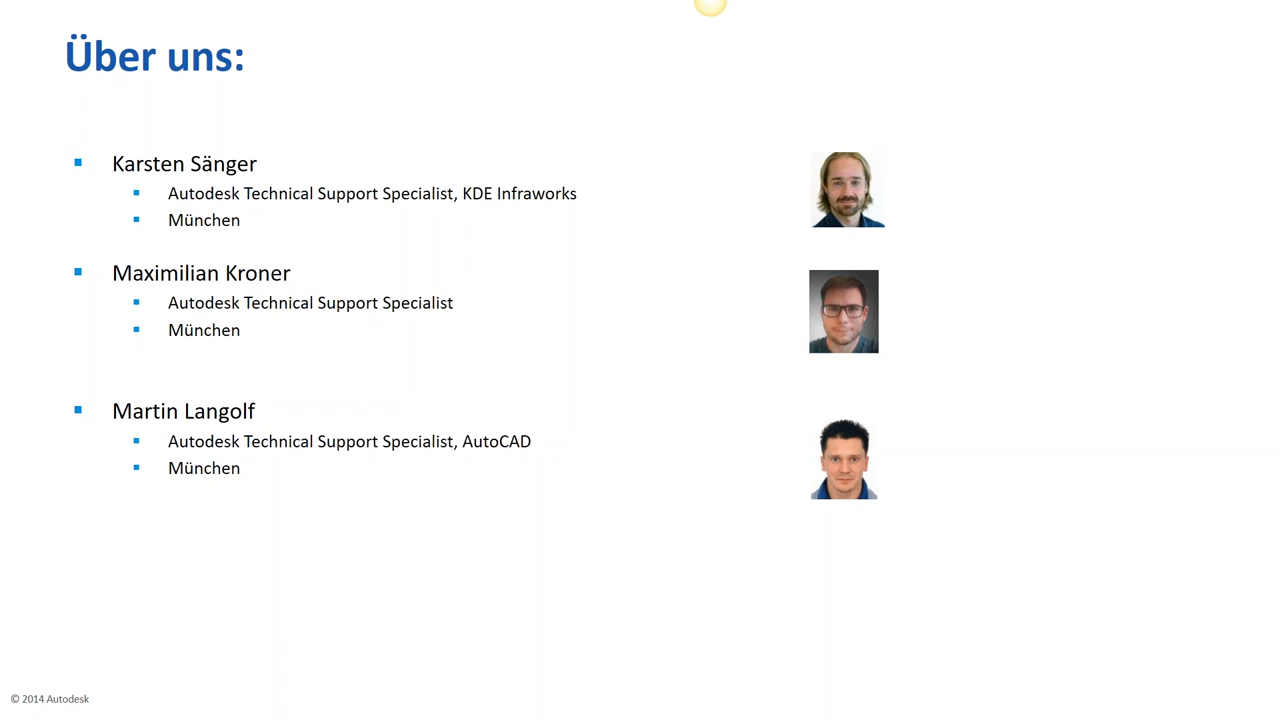 Über uns:
Karsten Sänger
Autodesk Technical Support Specialist, KDE Infraworks
München
Maximilian Kroner
Autodesk Technical Support Specialist
München
Martin Langolf
Autodesk Technical Support Specialist, AutoCAD
München
© 2014 Autodesk